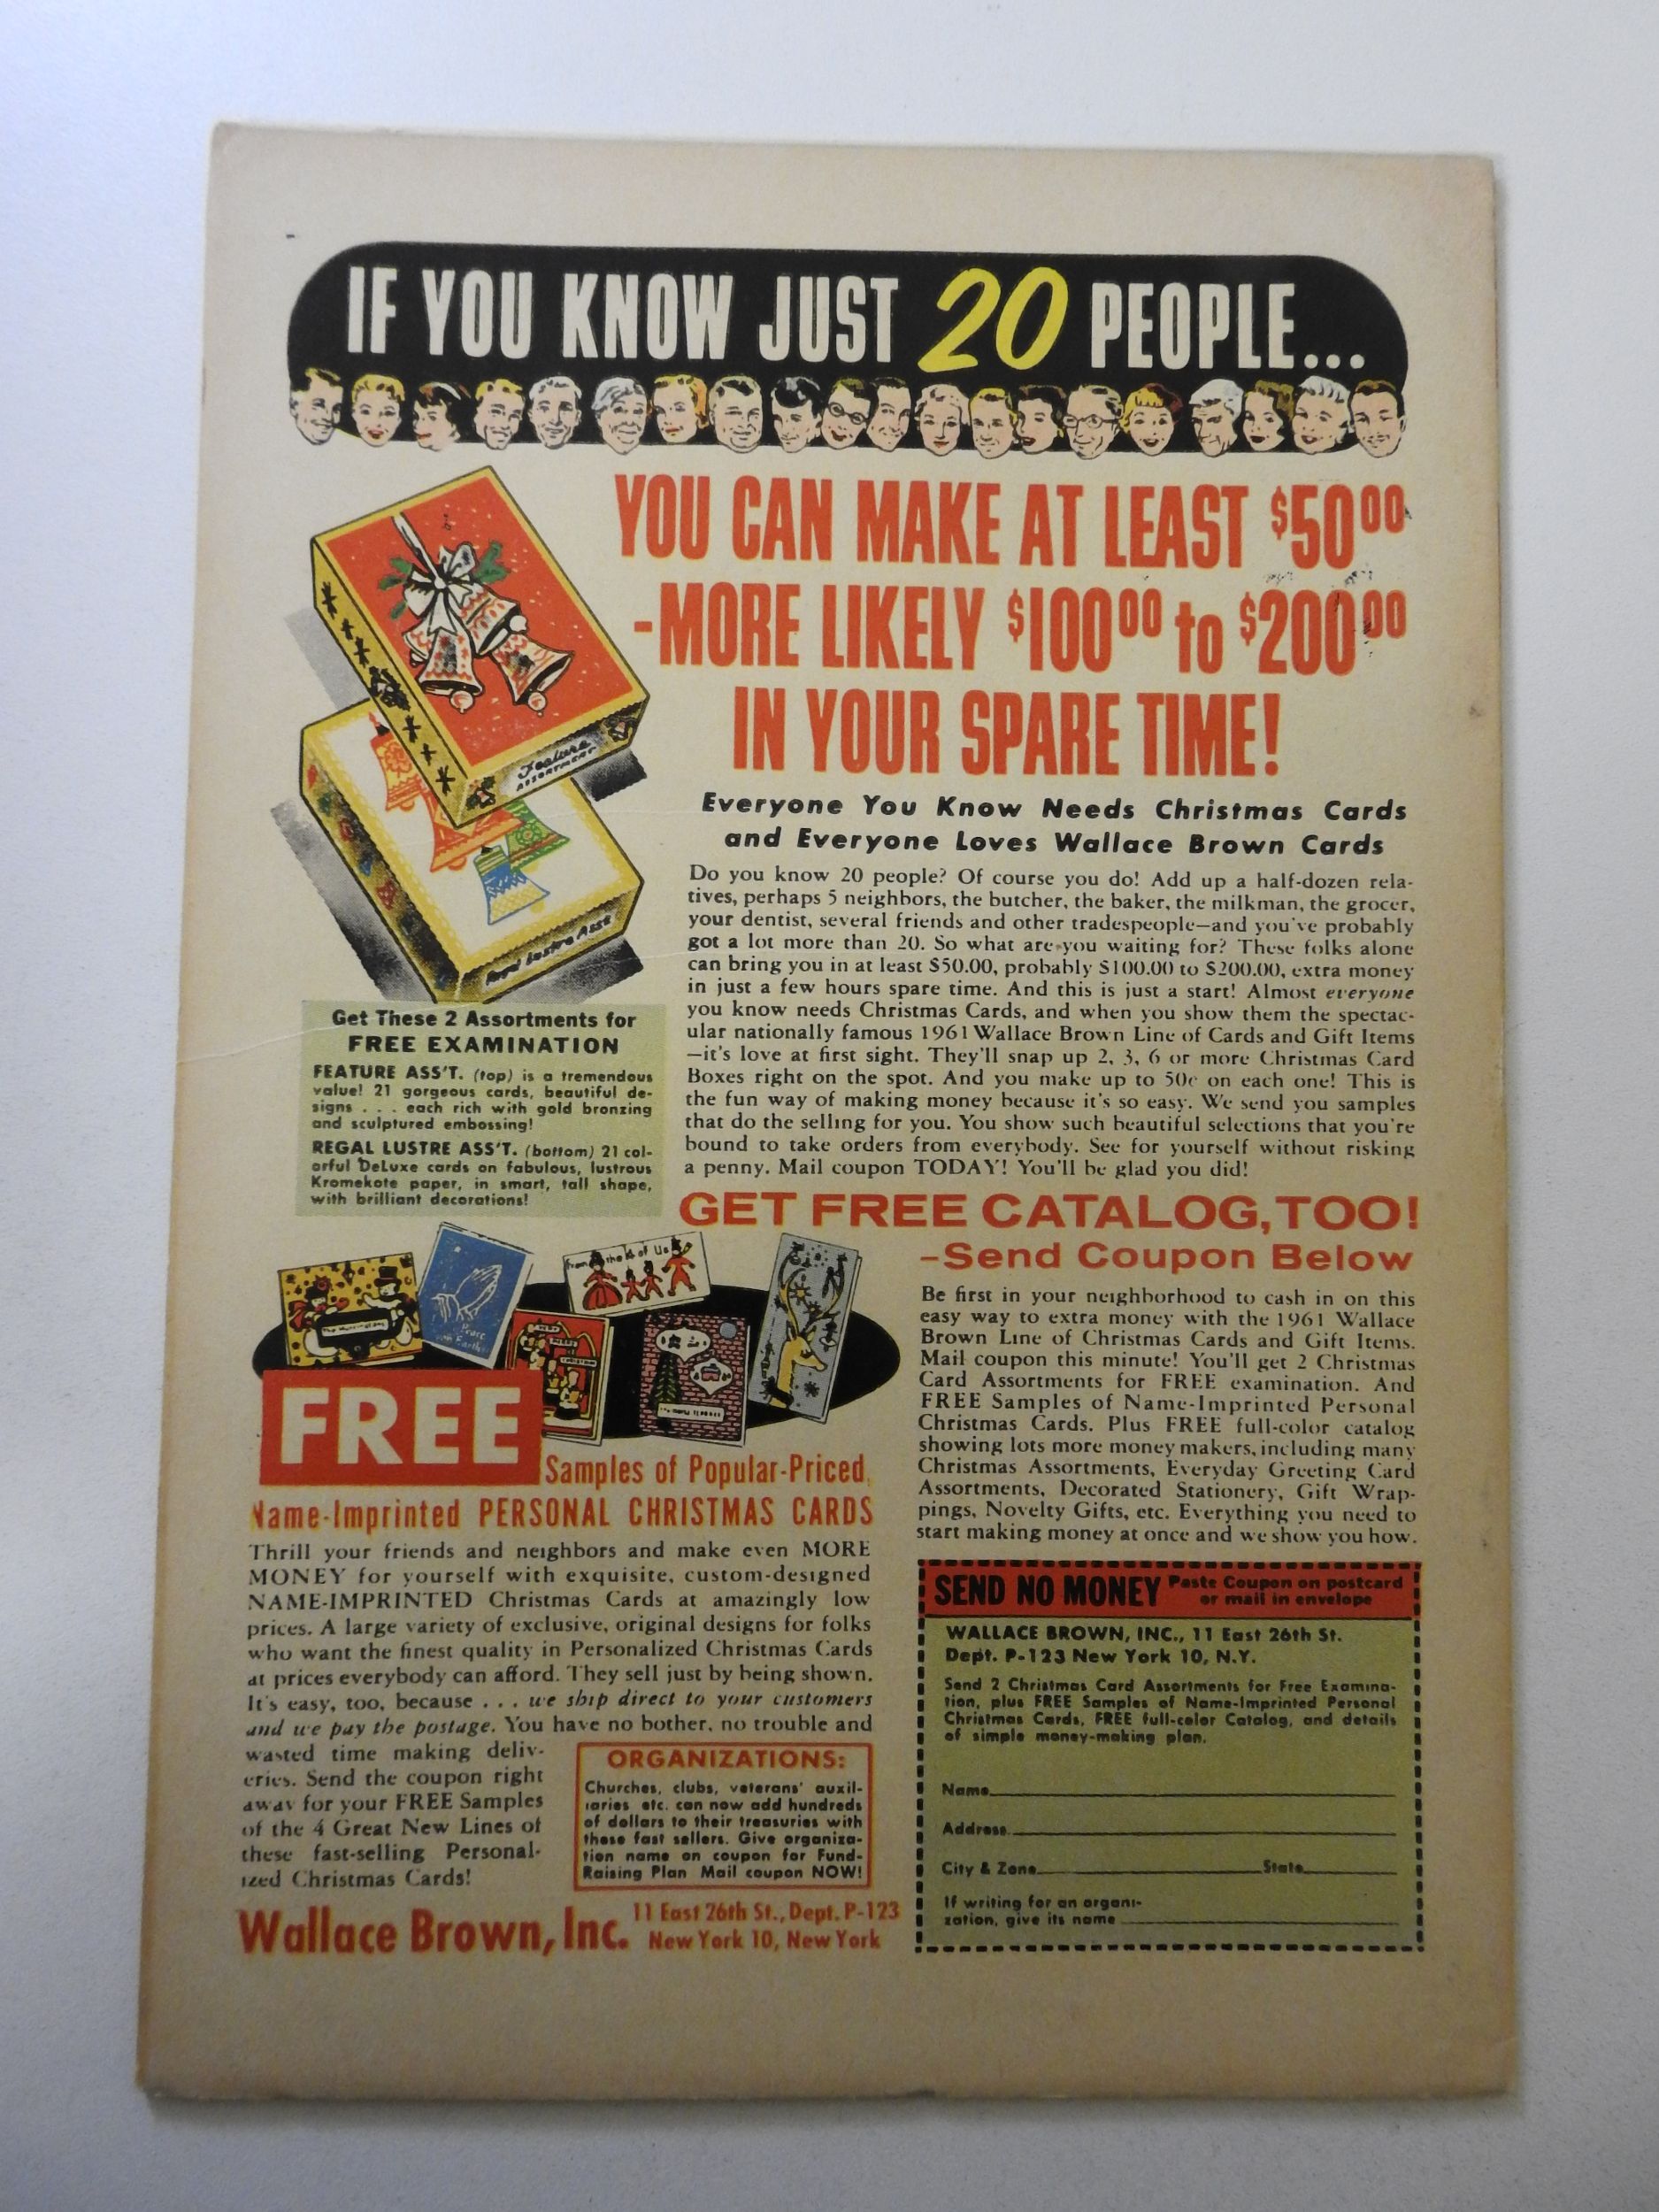 IF YOU KNOW JUST 20 PEOPLE...
YOU CAN MAKE AT LEAST $50.00
-MORE LIKELY $100.00 to $200.00
IN YOUR SPARE TIME!
Feature
ASSORTMENT
Regal Lustre Asst
Everyone You Know Needs Christmas Cards
and Everyone Loves Wallace Brown Cards
Do you know 20 people? Of course you do! Add up a half-dozen rela-
tives, perhaps 5 neighbors, the butcher, the baker, the milkman, the grocer,
your dentist, several friends and other tradespeople—and you've probably
got a lot more than 20. So what are you waiting for? These folks alone
can bring you in at least $50.00, probably $100.00 to $200.00, extra money
in just a few hours spare time. And this is just a start! Almost everyone
you know needs Christmas Cards, and when you show them the spectac-
ular nationally famous 1961 Wallace Brown Line of Cards and Gift Items
—it's love at first sight. They'll snap up 2, 3, 6 or more Christmas Card
Boxes right on the spot. And you make up to 50¢ on each one! This is
the fun way of making money because it's so easy. We send you samples
that do the selling for you. You show such beautiful selections that you're
bound to take orders from everybody. See for yourself without risking
a penny. Mail coupon TODAY! You'll be glad you did!
Get These 2 Assortments for
FREE EXAMINATION
FEATURE ASS'T. (top) is a tremendous
value! 21 gorgeous cards, beautiful de-
signs . . . each rich with gold bronzing
and sculptured embossing!
REGAL LUSTRE ASS'T. (bottom) 21 col-
orful DeLuxe cards on fabulous, lustrous
Kromekote paper, in smart, tall shape,
with brilliant decorations!
GET FREE CATALOG, TOO!
-Send Coupon Below
Be first in your neighborhood to cash in on this
easy way to extra money with the 1961 Wallace
Brown Line of Christmas Cards and Gift Items.
Mail coupon this minute! You'll get 2 Christmas
Card Assortments for FREE examination. And
FREE Samples of Name-Imprinted Personal
Christmas Cards. Plus FREE full-color catalog
showing lots more money makers, including many
Christmas Assortments, Everyday Greeting Card
Assortments, Decorated Stationery, Gift Wrap-
pings, Novelty Gifts, etc. Everything you need to
start making money at once and we show you how.
From the 4 of Us
Peace
Earth
FREE
Samples of Popular-Priced,
Name-Imprinted PERSONAL CHRISTMAS CARDS
Thrill your friends and neighbors and make even MORE
MONEY for yourself with exquisite, custom-designed
NAME-IMPRINTED Christmas Cards at amazingly low
prices. A large variety of exclusive, original designs for folks
who want the finest quality in Personalized Christmas Cards
at prices everybody can afford. They sell just by being shown.
It's easy, too, because . . . we ship direct to your customers
and we pay the postage. You have no bother, no trouble and
wasted time making deliv-
eries. Send the coupon right
away for your FREE Samples
of the 4 Great New Lines of
these fast-selling Personal-
ized Christmas Cards!
ORGANIZATIONS:
Churches, clubs, veterans' auxil-
iaries etc. can now add hundreds
of dollars to their treasuries with
these fast sellers. Give organiza-
tion name on coupon for Fund-
Raising Plan Mail coupon NOW!
Wallace Brown, Inc.
11 East 26th St., Dept. P-123
New York 10, New York
SEND NO MONEY
Paste Coupon on postcard
or mail in envelope
WALLACE BROWN, INC., 11 East 26th St.
Dept. P-123 New York 10, N.Y.
Send 2 Christmas Card Assortments for Free Examina-
tion, plus FREE Samples of Name-Imprinted Personal
Christmas Cards, FREE full-color Catalog, and details
of simple money-making plan.
Name
Address
City & Zone State
If writing for an organi-
zation, give its name